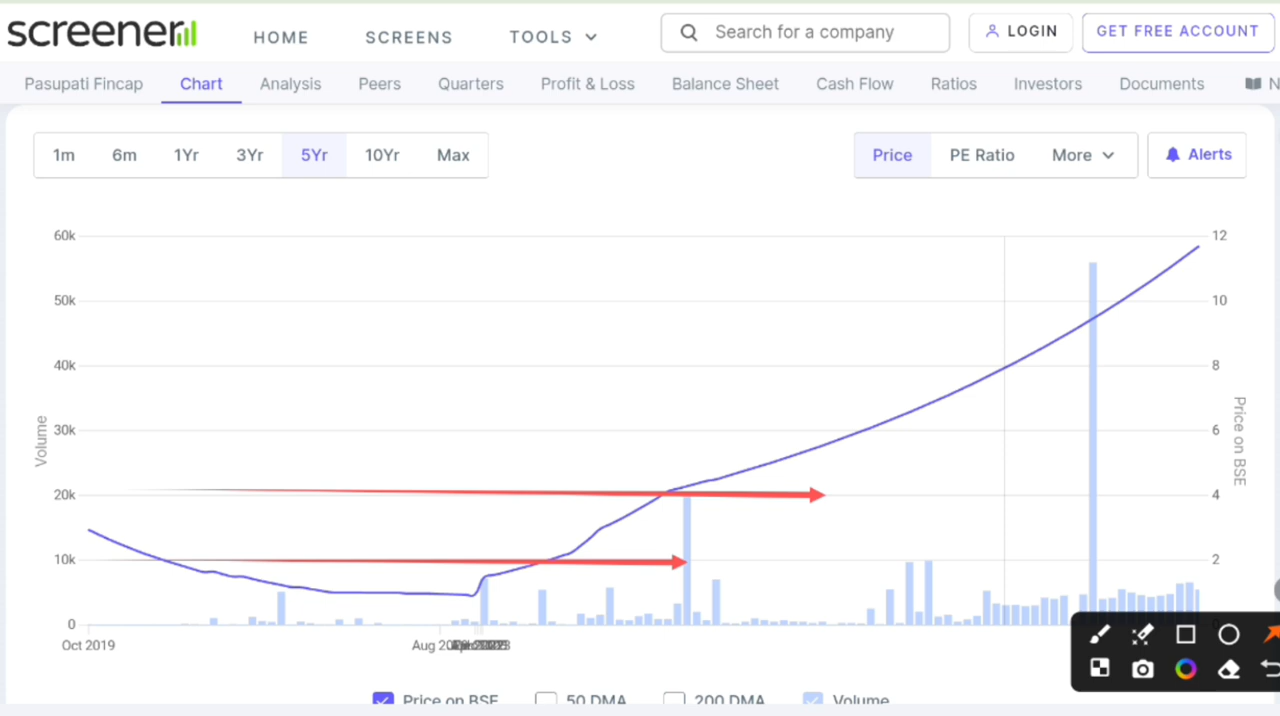 screener
HOME SCREENS TOOLS
Search for a company
LOGIN
GET FREE ACCOUNT
Pasupati Fincap Chart Analysis Peers Quarters Profit & Loss Balance Sheet Cash Flow Ratios Investors Documents N
1m 6m 1Yr 3Yr 5Yr 10Yr Max
Price PE Ratio More
Alerts
60k 12
50k 10
40k 8
30k 6
20k 4
10k 2
0 0
Volume
Price on BSE
Oct 2019 Aug
Price on BSE 50 DMA 200 DMA Volume